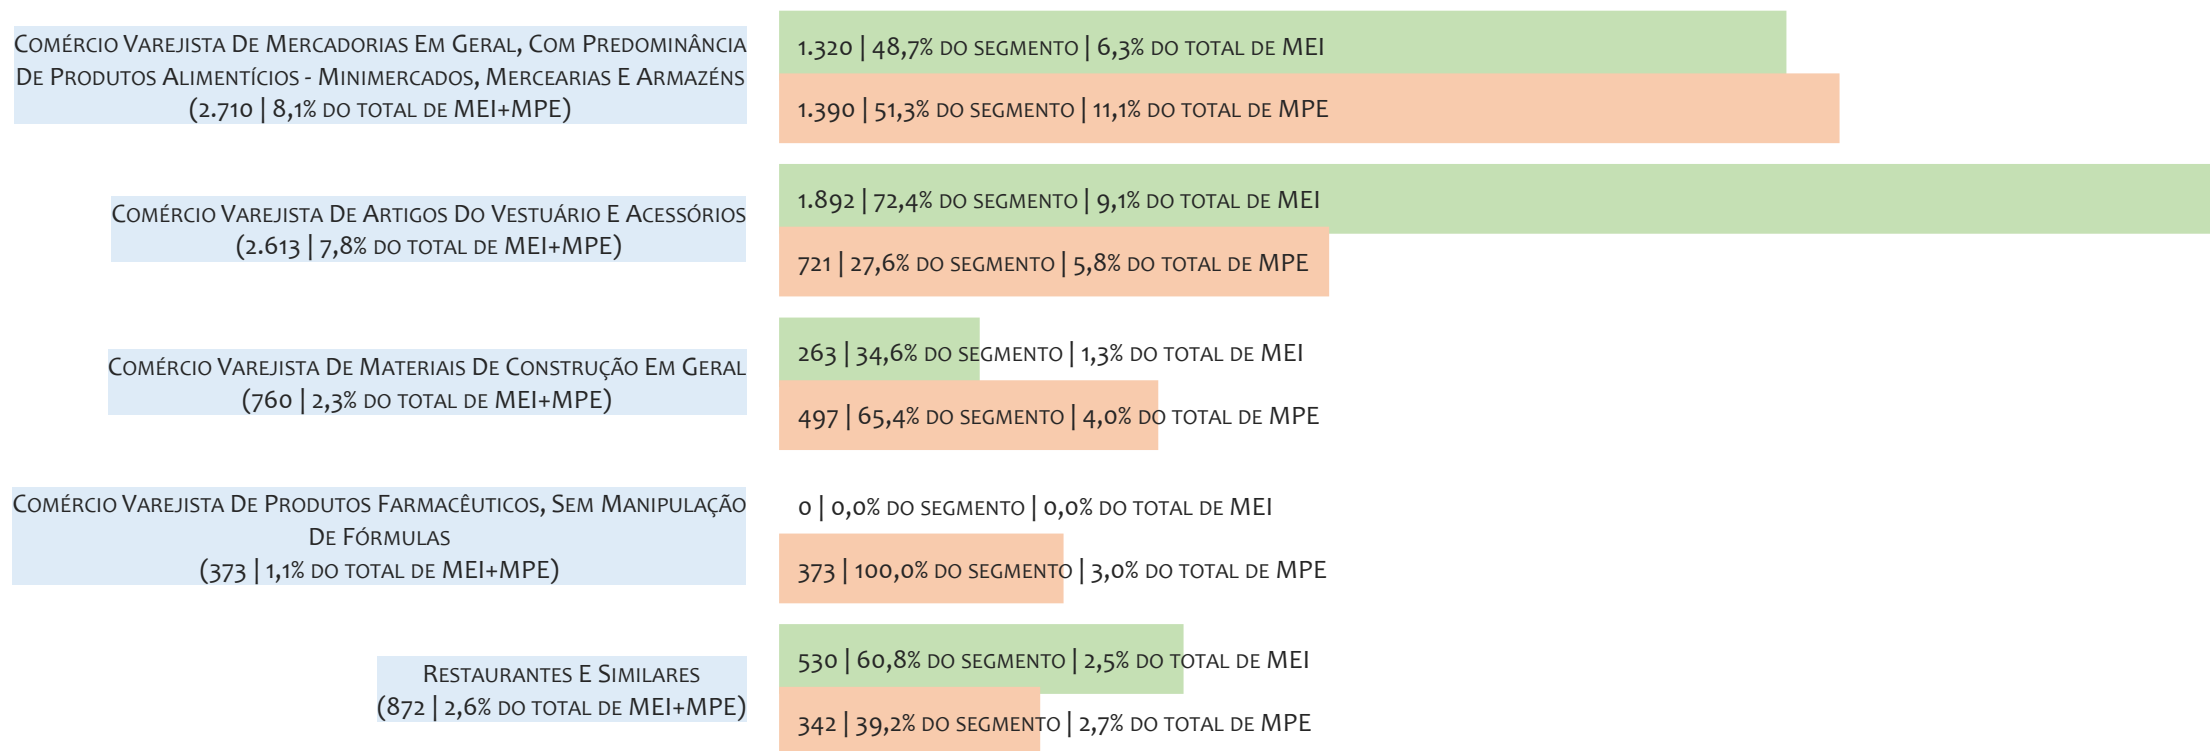 Comércio Varejista De Mercadorias Em Geral, Com Predominância
De Produtos Alimentícios - Minimercados, Mercearias E Armazéns
(2.710 | 8,1% do total de MEI+MPE)
1.320 | 48,7% do segmento | 6,3% do total de MEI
1.390 | 51,3% do segmento | 11,1% do total de MPE
Comércio Varejista De Artigos Do Vestuário E Acessórios
(2.613 | 7,8% do total de MEI+MPE)
1.892 | 72,4% do segmento | 9,1% do total de MEI
721 | 27,6% do segmento | 5,8% do total de MPE
Comércio Varejista De Materiais De Construção Em Geral
(760 | 2,3% do total de MEI+MPE)
263 | 34,6% do segmento | 1,3% do total de MEI
497 | 65,4% do segmento | 4,0% do total de MPE
Comércio Varejista De Produtos Farmacêuticos, Sem Manipulação
De Fórmulas
(373 | 1,1% do total de MEI+MPE)
0 | 0,0% do segmento | 0,0% do total de MEI
373 | 100,0% do segmento | 3,0% do total de MPE
Restaurantes E Similares
(872 | 2,6% do total de MEI+MPE)
530 | 60,8% do segmento | 2,5% do total de MEI
342 | 39,2% do segmento | 2,7% do total de MPE